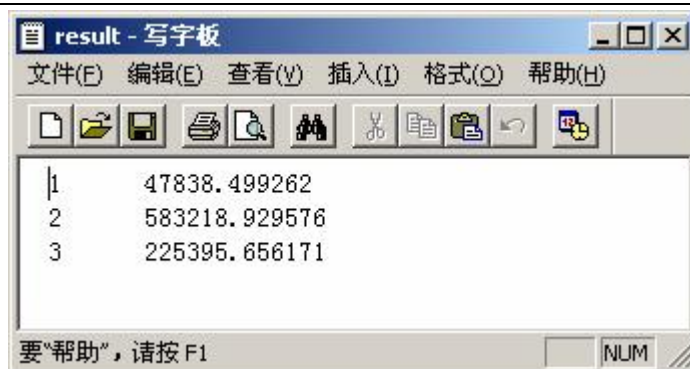 result - 写字板
文件(F) 编辑(E) 查看(V) 插入(I) 格式(O) 帮助(H)
1 47838.499262
2 583218.929576
3 225395.656171
要“帮助”，请按 F1 NUM